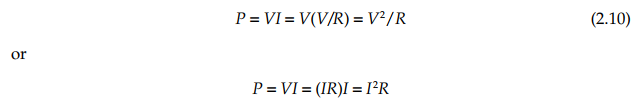 P = VI = V(V/R) = V²/R (2.10)
or
P = VI = (IR)I = I²R